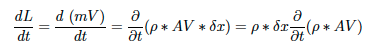 dL/dt = d (mV)/dt = ∂/∂t(ρ ∗ AV ∗ δx) = ρ ∗ δx ∂/∂t(ρ ∗ AV)